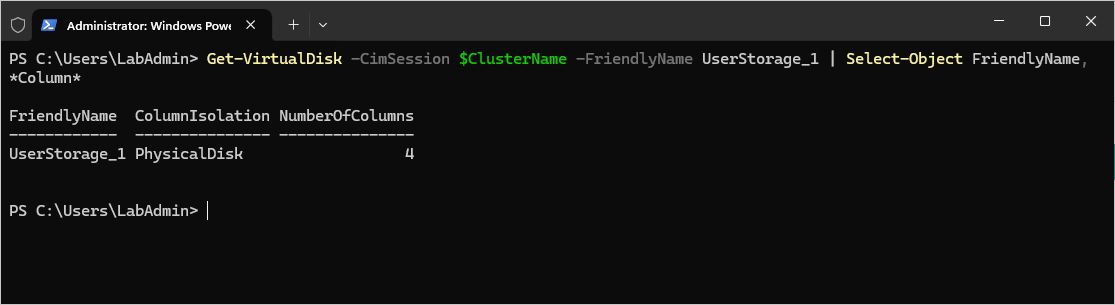 Administrator: Windows Powe
PS C:\Users\LabAdmin> Get-VirtualDisk -CimSession $ClusterName -FriendlyName UserStorage_1 | Select-Object FriendlyName,
*Column*
FriendlyName  ColumnIsolation NumberOfColumns
------------  --------------- ---------------
UserStorage_1 PhysicalDisk                  4
PS C:\Users\LabAdmin>